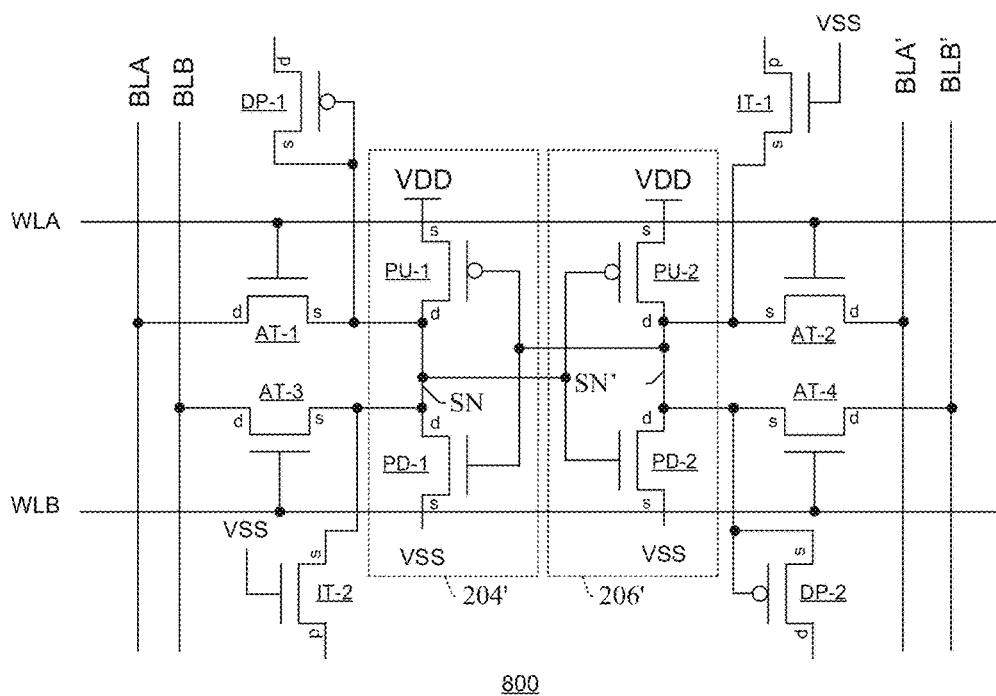 VSS
BLA
BLB
d
DP-1
s
d
IT-1
s
BLA'
BLB'
VDD
VDD
WLA
s
PU-1
d
s
PU-2
d
d
s
AT-1
s
d
AT-2
AT-3
d
s
SN
SN'
AT-4
s
d
d
PD-1
s
d
PD-2
s
WLB
VSS
VSS
VSS
s
IT-2
d
204'
206'
s
DP-2
d
800